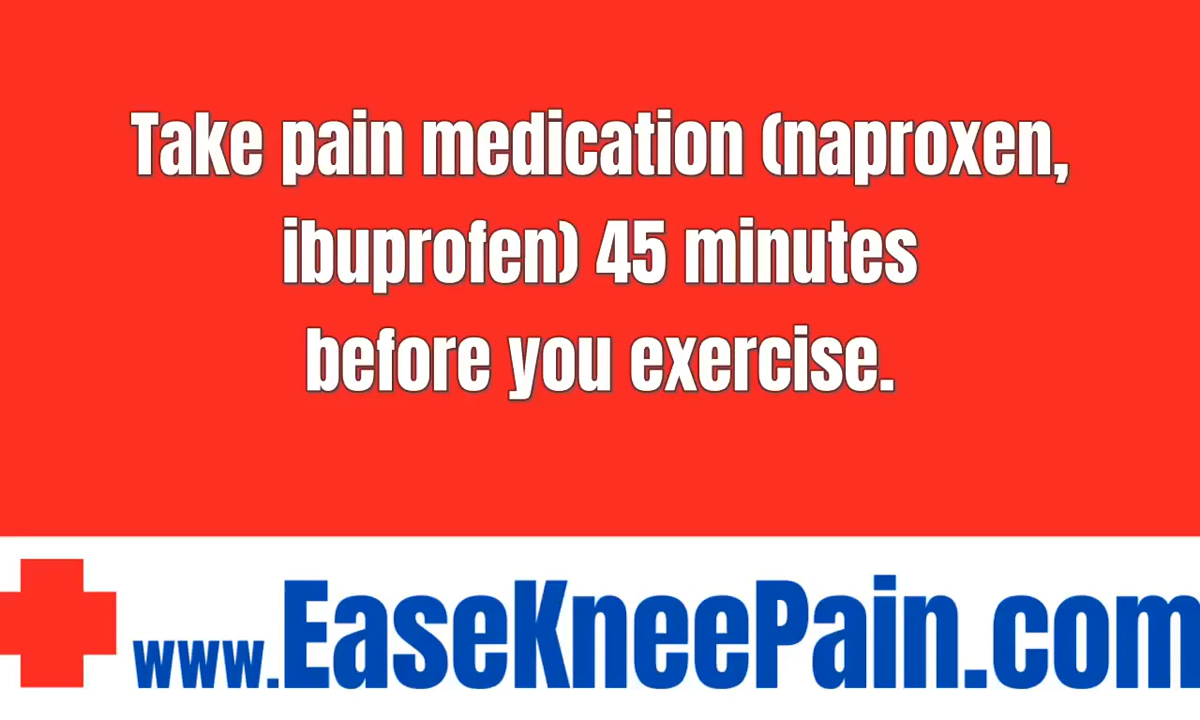 Take pain medication (naproxen,
ibuprofen) 45 minutes
before you exercise.
www.EaseKneePain.com